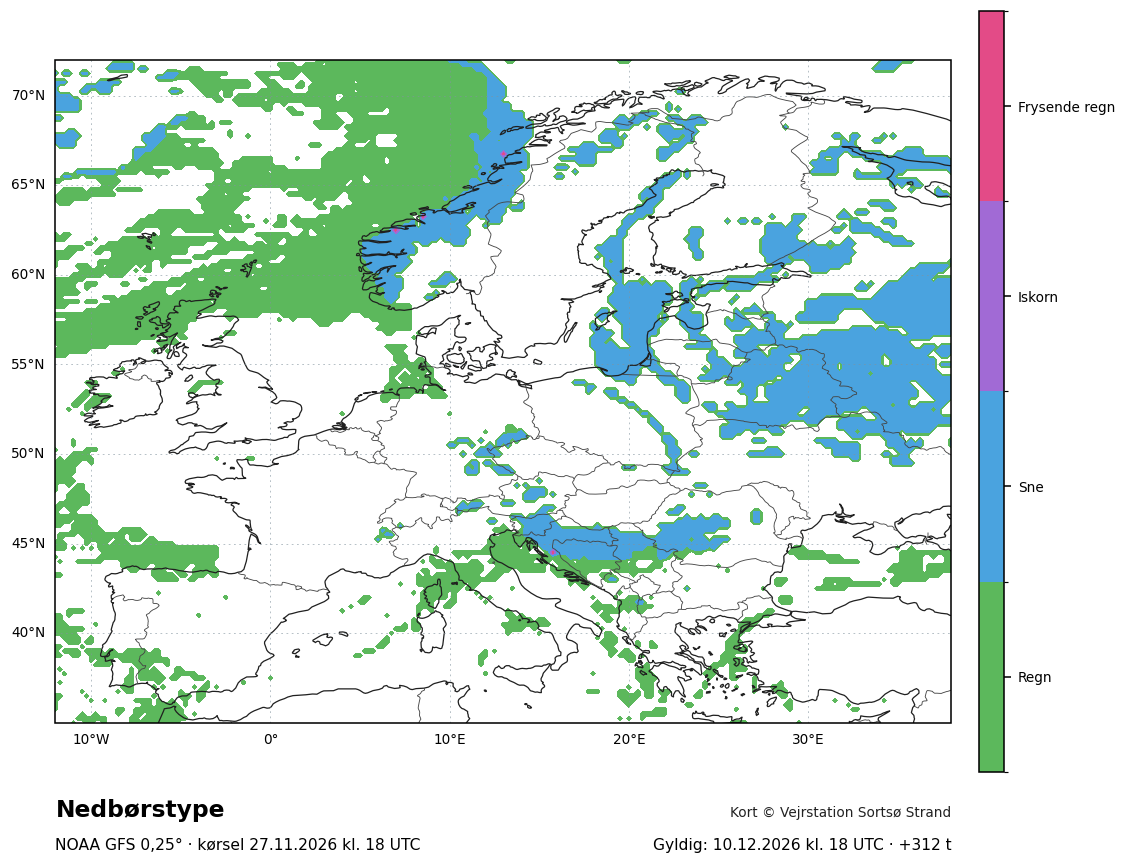 70°N
65°N
60°N
55°N
50°N
45°N
40°N
10°W
0°
10°E
20°E
30°E
Frysende regn
Iskorn
Sne
Regn
Nedbørstype
Kort © Vejrstation Sortsø Strand
NOAA GFS 0,25° · kørsel 27.11.2026 kl. 18 UTC
Gyldig: 10.12.2026 kl. 18 UTC · +312 t